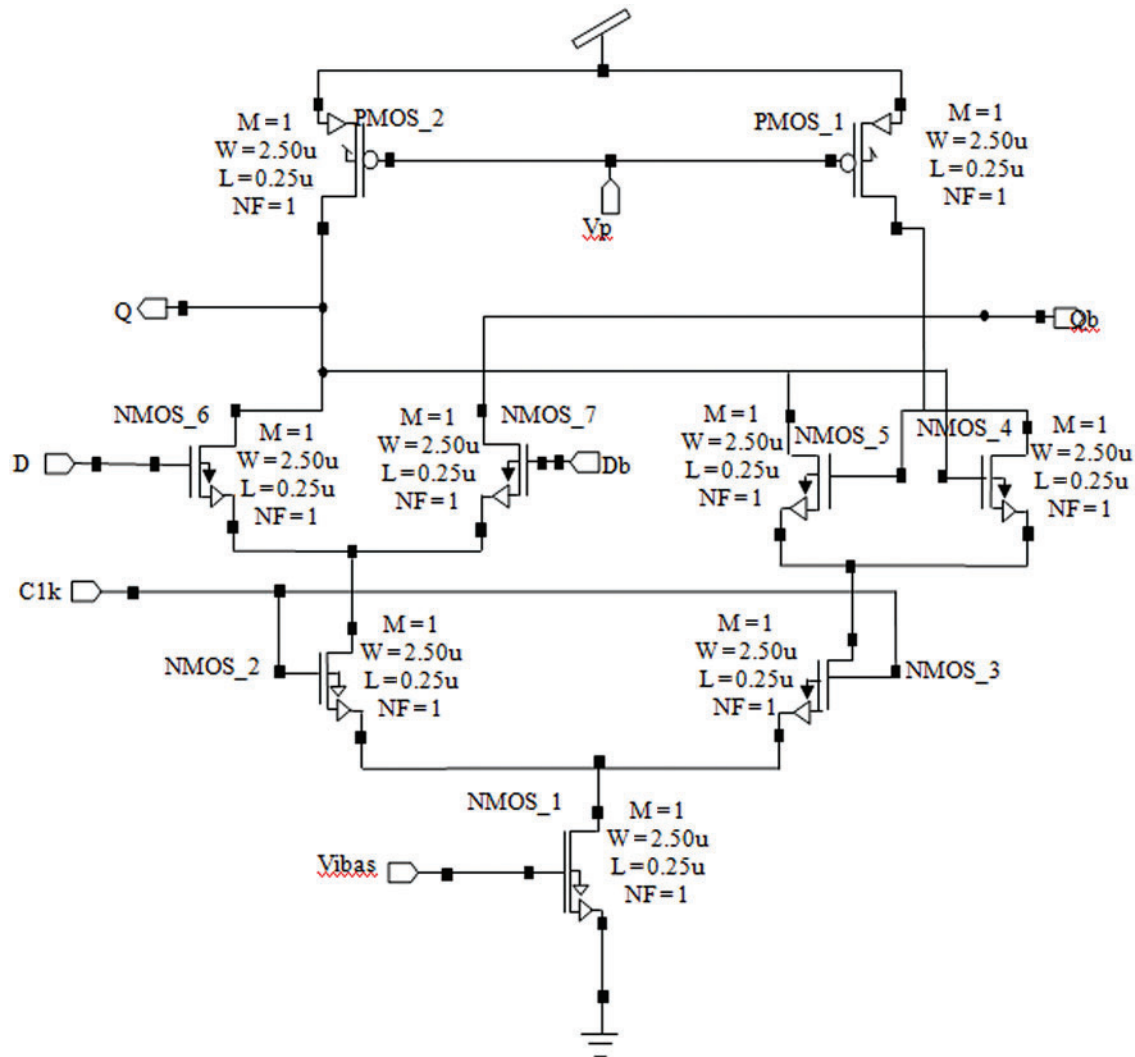 PMOS_2
M=1
W=2.50u
L=0.25u
NF=1
PMOS_1
M=1
W=2.50u
L=0.25u
NF=1
Vp
Q
Qb
NMOS_6
M=1
W=2.50u
L=0.25u
NF=1
M=1
W=2.50u
L=0.25u
NF=1
NMOS_7
M=1
W=2.50u
L=0.25u
NF=1
NMOS_5
NMOS_4
M=1
W=2.50u
L=0.25u
NF=1
D
Db
C1k
NMOS_2
M=1
W=2.50u
L=0.25u
NF=1
M=1
W=2.50u
L=0.25u
NF=1
NMOS_3
NMOS_1
M=1
W=2.50u
L=0.25u
NF=1
Vibas